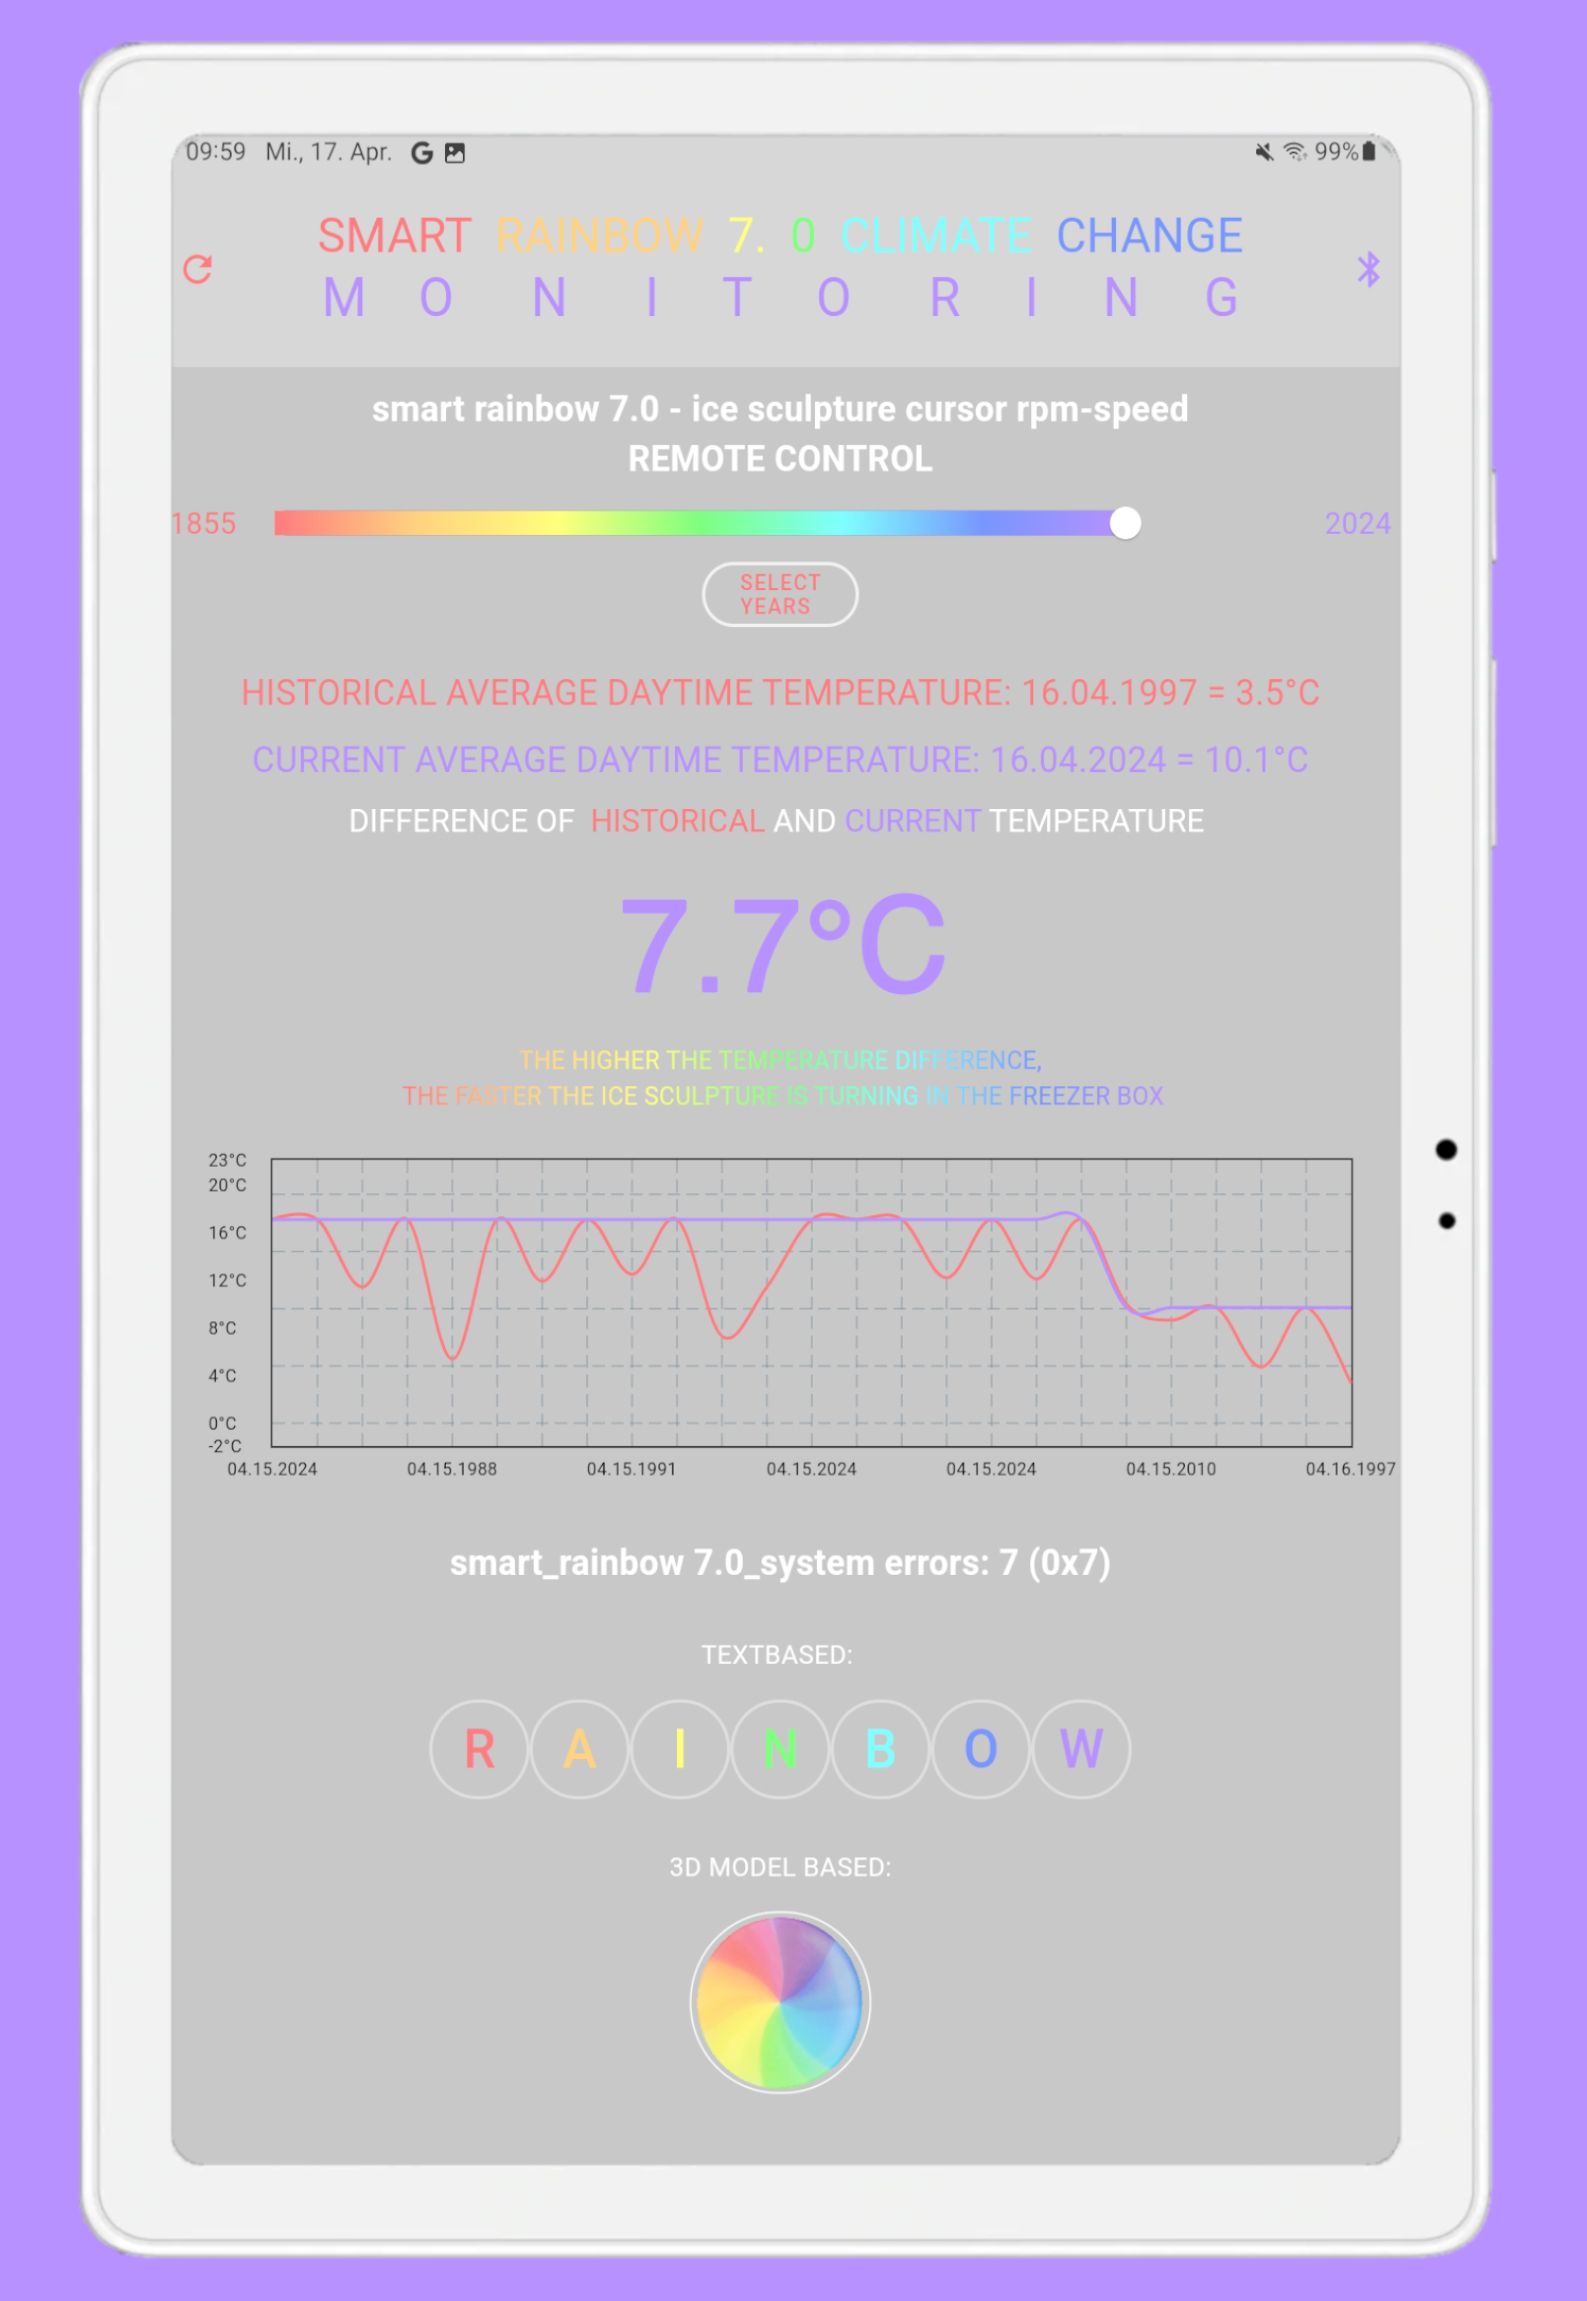 09:59 Mi., 17. Apr. G 99%
SMART RAINBOW 7. 0 CLIMATE CHANGE
M O N I T O R I N G
smart rainbow 7.0 - ice sculpture cursor rpm-speed
REMOTE CONTROL
1855 2024
SELECT
YEARS
HISTORICAL AVERAGE DAYTIME TEMPERATURE: 16.04.1997 = 3.5°C
CURRENT AVERAGE DAYTIME TEMPERATURE: 16.04.2024 = 10.1°C
DIFFERENCE OF HISTORICAL AND CURRENT TEMPERATURE
7.7°C
THE HIGHER THE TEMPERATURE DIFFERENCE,
THE FASTER THE ICE SCULPTURE IS TURNING IN THE FREEZER BOX
23°C
20°C
16°C
12°C
8°C
4°C
0°C
-2°C
04.15.2024 04.15.1988 04.15.1991 04.15.2024 04.15.2024 04.15.2010 04.16.1997
smart_rainbow 7.0_system errors: 7 (0x7)
TEXTBASED:
R A I N B O W
3D MODEL BASED: